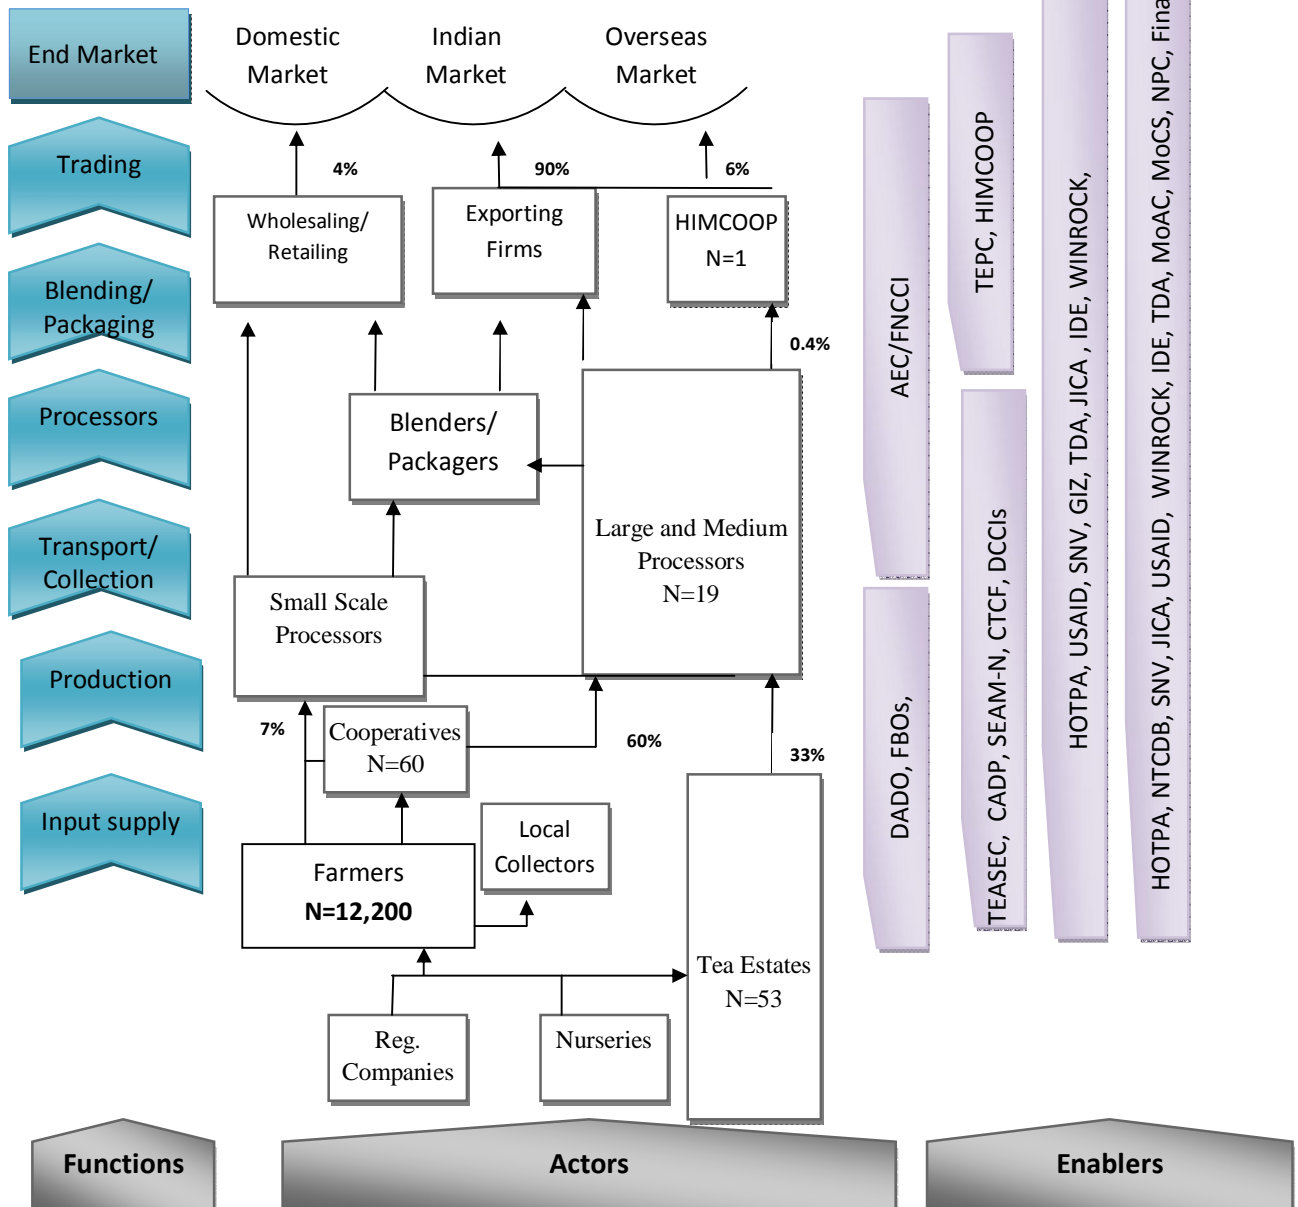 End Market
Domestic
Market
Indian
Market
Overseas
Market
Trading
4%
90%
6%
Wholesaling/
Retailing
Exporting
Firms
HIMCOOP
N=1
Blending/
Packaging
0.4%
Processors
Blenders/
Packagers
Transport/
Collection
Large and Medium
Processors
N=19
Small Scale
Processors
Production
7%
Cooperatives
N=60
60%
33%
Input supply
Local
Collectors
Farmers
N=12,200
Tea Estates
N=53
Reg.
Companies
Nurseries
AEC/FNCCI
DADO, FBOs,
TEPC, HIMCOOP
TEASEC, CADP, SEAM-N, CTCF, DCCIs
HOTPA, USAID, SNV, GIZ, TDA, JICA , IDE, WINROCK,
HOTPA, NTCDB, SNV, JICA, USAID, WINROCK, IDE, TDA, MoAC, MoCS, NPC, Fina
Functions
Actors
Enablers